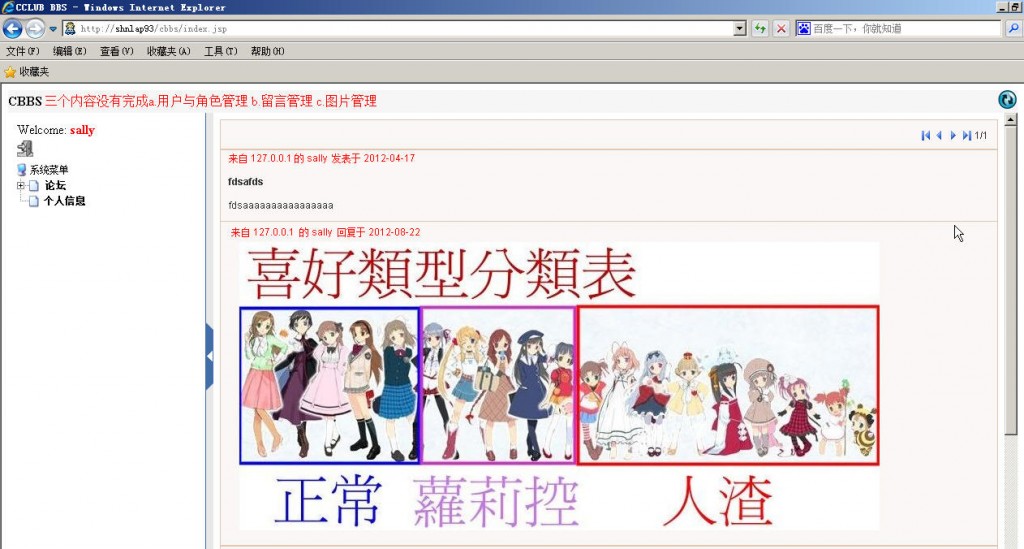 CCLUB BBS - Windows Internet Explorer
http://shnlap93/cbbs/index.jsp
百度一下，你就知道
文件(F) 编辑(E) 查看(V) 收藏夹(A) 工具(T) 帮助(H)
收藏夹
CBBS 三个内容没有完成a.用户与角色管理 b.留言管理 c.图片管理
Welcome: sally
系统菜单
论坛
个人信息
1/1
来自 127.0.0.1 的 sally 发表于 2012-04-17
fdsafds
fdsaaaaaaaaaaaaaaaa
来自 127.0.0.1 的 sally 回复于 2012-08-22
喜好類型分類表
正常 蘿莉控 人渣